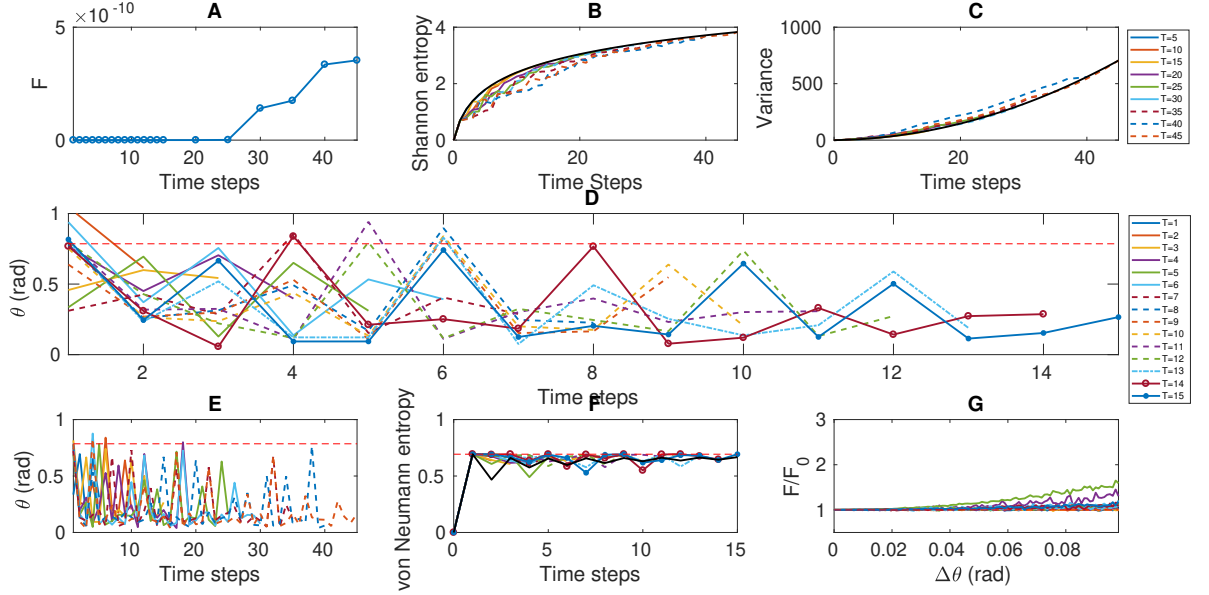 A
×10 -10
5
F
0
10
20
30
40
Time steps
B
4
Shannon entropy
2
0
0
20
40
Time Steps
C
1000
Variance
500
0
0
20
40
Time steps
T=5
T=10
T=15
T=20
T=25
T=30
T=35
T=40
T=45
D
1
θ (rad)
0.5
0
2
4
6
8
10
12
14
Time steps
T=1
T=2
T=3
T=4
T=5
T=6
T=7
T=8
T=9
T=10
T=11
T=12
T=13
T=14
T=15
E
1
θ (rad)
0.5
0
10
20
30
40
Time steps
F
1
von Neumann entropy
0.5
0
0
5
10
15
Time steps
G
3
F/F0
2
1
0
0.02
0.04
0.06
0.08
Δθ (rad)